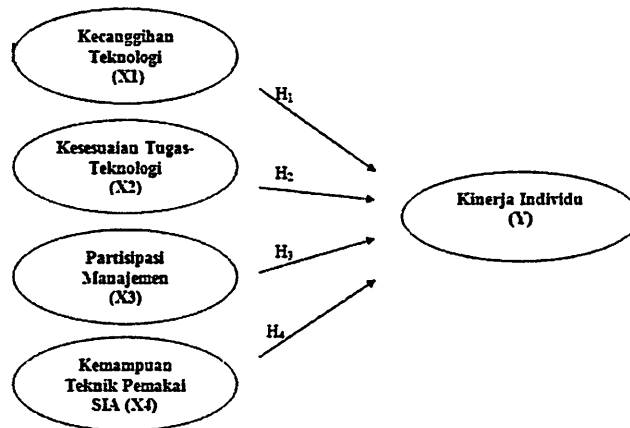 Kecanggihan
Teknologi
(X1)
H1
Kesesuaian Tugas-
Teknologi
(X2)
H2
Kinerja Individu
(Y)
Partisipasi
Manajemen
(X3)
H3
H4
Kemampuan
Teknik Pemakai
SIA (X4)